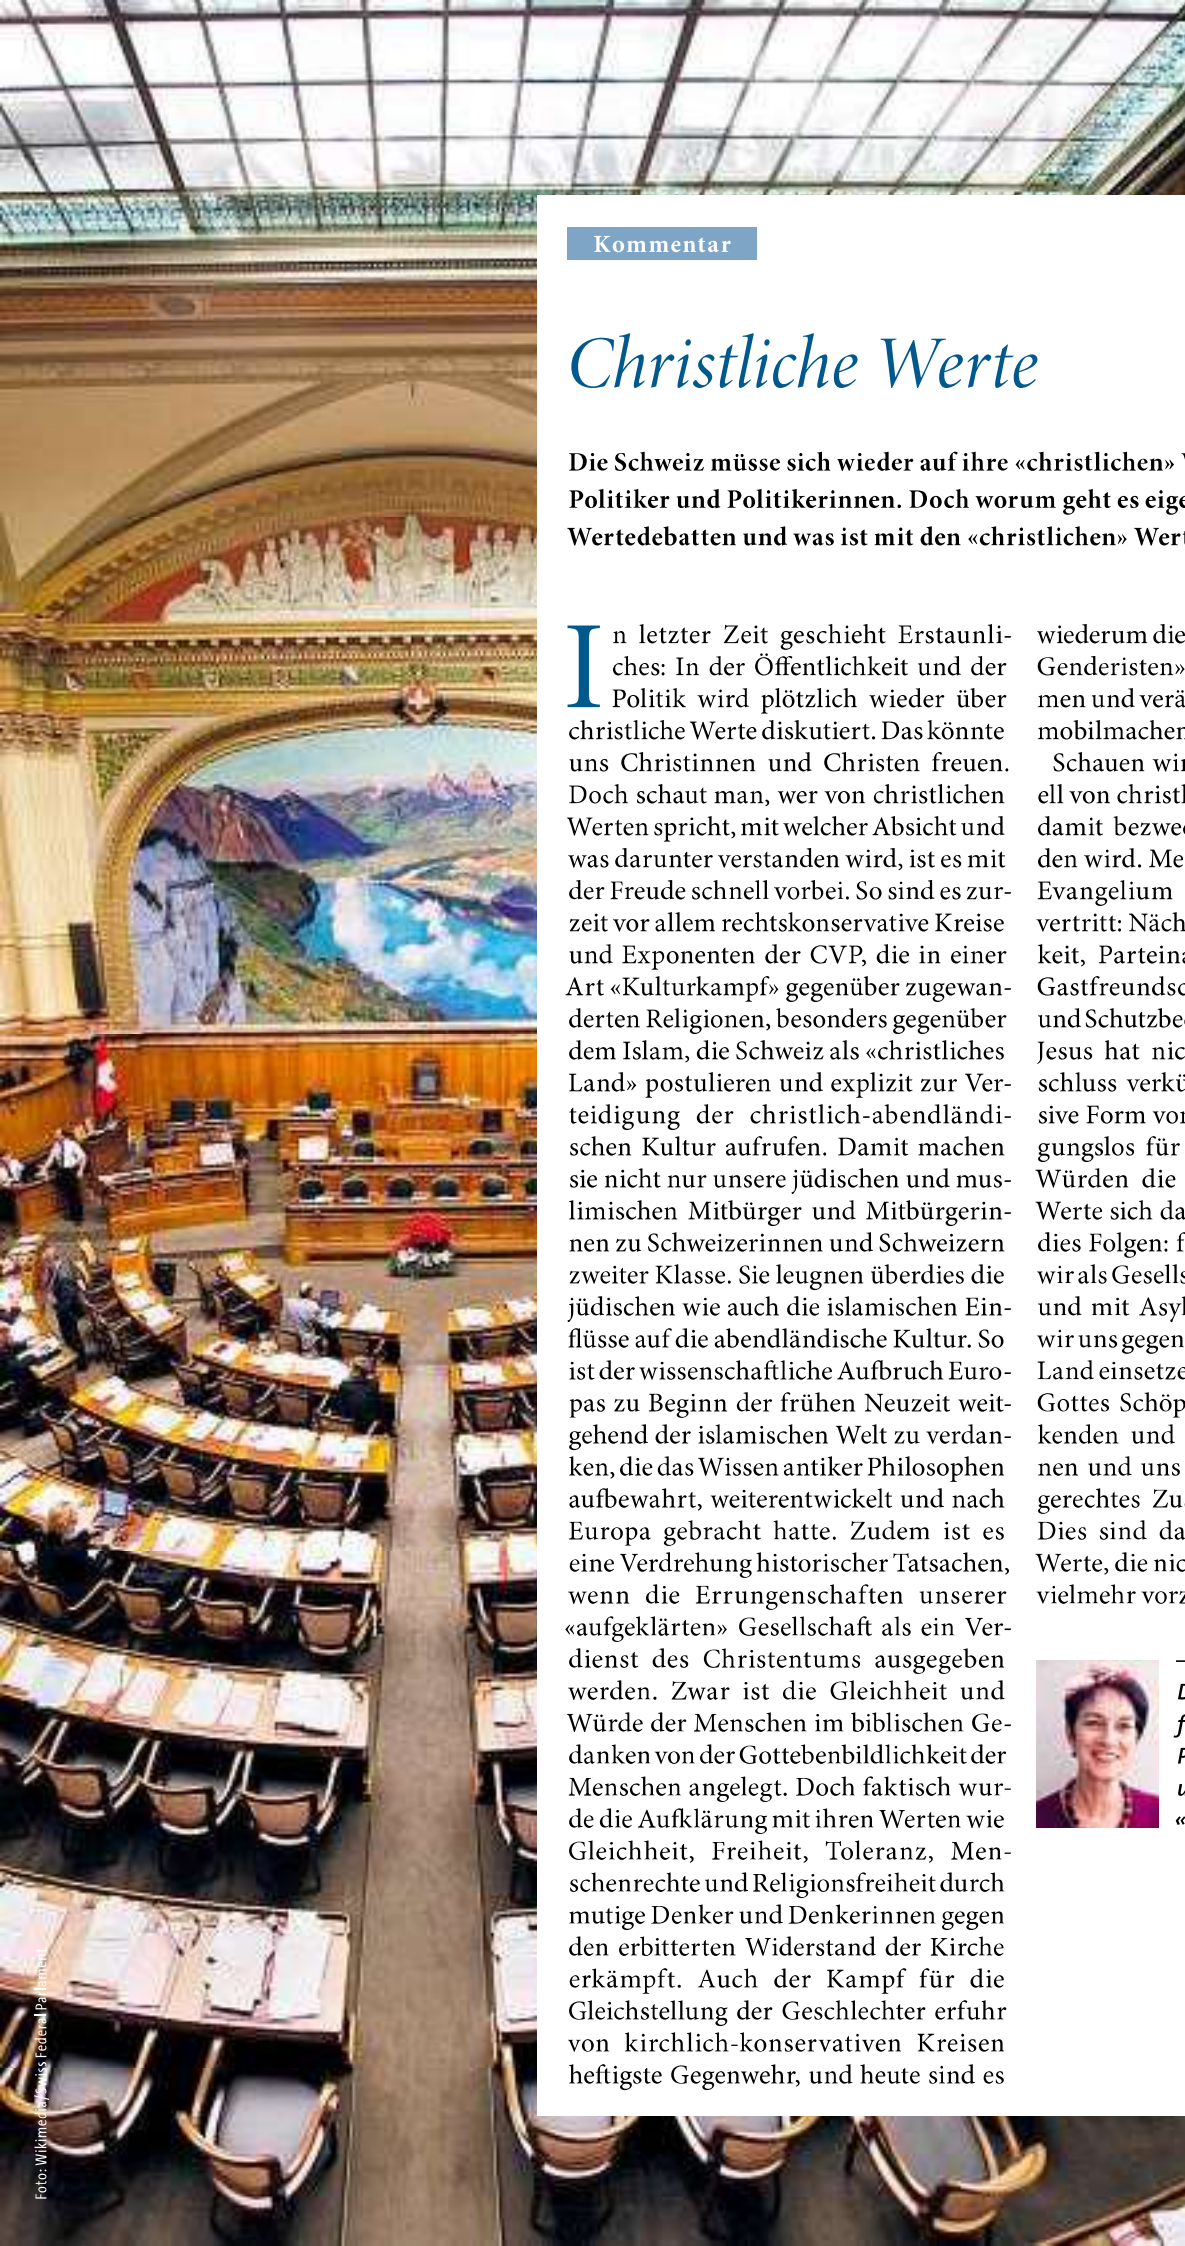 Kommentar
Christliche Werte
Die Schweiz müsse sich wieder auf ihre «christlichen»
Politiker und Politikerinnen. Doch worum geht es eige
Wertedebatten und was ist mit den «christlichen» Wert
In letzter Zeit geschieht Erstaunli-
ches: In der Öffentlichkeit und der
Politik wird plötzlich wieder über
christliche Werte diskutiert. Das könnte
uns Christinnen und Christen freuen.
Doch schaut man, wer von christlichen
Werten spricht, mit welcher Absicht und
was darunter verstanden wird, ist es mit
der Freude schnell vorbei. So sind es zur-
zeit vor allem rechtskonservative Kreise
und Exponenten der CVP, die in einer
Art «Kulturkampf» gegenüber zugewan-
derten Religionen, besonders gegenüber
dem Islam, die Schweiz als «christliches
Land» postulieren und explizit zur Ver-
teidigung der christlich-abendländi-
schen Kultur aufrufen. Damit machen
sie nicht nur unsere jüdischen und mus-
limischen Mitbürger und Mitbürgerin-
nen zu Schweizerinnen und Schweizern
zweiter Klasse. Sie leugnen überdies die
jüdischen wie auch die islamischen Ein-
flüsse auf die abendländische Kultur. So
ist der wissenschaftliche Aufbruch Euro-
pas zu Beginn der frühen Neuzeit weit-
gehend der islamischen Welt zu verdan-
ken, die das Wissen antiker Philosophen
aufbewahrt, weiterentwickelt und nach
Europa gebracht hatte. Zudem ist es
eine Verdrehung historischer Tatsachen,
wenn die Errungenschaften unserer
«aufgeklärten» Gesellschaft als ein Ver-
dienst des Christentums ausgegeben
werden. Zwar ist die Gleichheit und
Würde der Menschen im biblischen Ge-
danken von der Gottebenbildlichkeit der
Menschen angelegt. Doch faktisch wur-
de die Aufklärung mit ihren Werten wie
Gleichheit, Freiheit, Toleranz, Men-
schenrechte und Religionsfreiheit durch
mutige Denker und Denkerinnen gegen
den erbitterten Widerstand der Kirche
erkämpft. Auch der Kampf für die
Gleichstellung der Geschlechter erfuhr
von kirchlich-konservativen Kreisen
heftigste Gegenwehr, und heute sind es
wiederum die
Genderisten»
men und verä
mobilmachen
Schauen wir
ell von christl
damit bezwe
den wird. Me
Evangelium
vertritt: Näch
keit, Parteina
Gastfreundsc
und Schutzbe
Jesus hat nic
schluss verkü
sive Form von
gungslos für
Würden die
Werte sich da
dies Folgen: f
wir als Gesells
und mit Asyl
wir uns gegen
Land einsetze
Gottes Schöp
kenden und
nen und uns
gerechtes Zu
Dies sind da
Werte, die nic
vielmehr vorz
Foto: Wikimedia/Swiss Federal Parlament